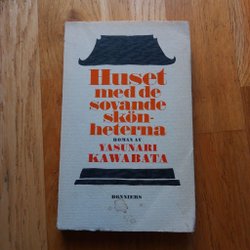 Huset
med de
sovande
skön-
heterna
ROMAN AV
YASUNARI
KAWABATA
BONNIERS